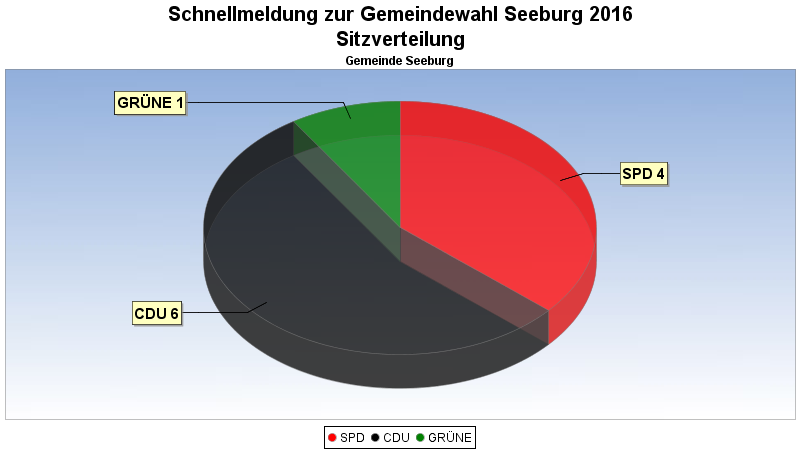 Schnellmeldung zur Gemeindewahl Seeburg 2016
Sitzverteilung
Gemeinde Seeburg
GRÜNE 1
SPD 4
CDU 6
SPD CDU GRÜNE